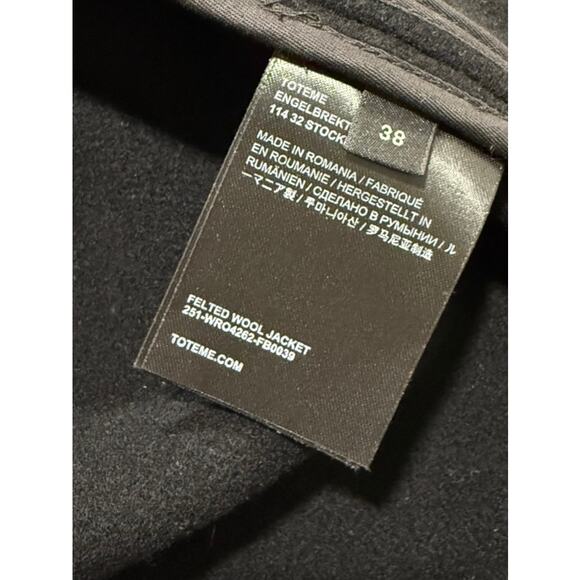 TOTEME
ENGELBREKT
114 32 STOCK
38
MADE IN ROMANIA / FABRIQUÉ
EN ROUMANIE / HERGESTELLT IN
RUMÄNIEN / СДЕЛАНО В РУМЫНИИ / ル
ーマニア製 / 루마니아산 / 罗马尼亚制造
FELTED WOOL JACKET
251-WRO4262-FB0039
TOTEME.COM